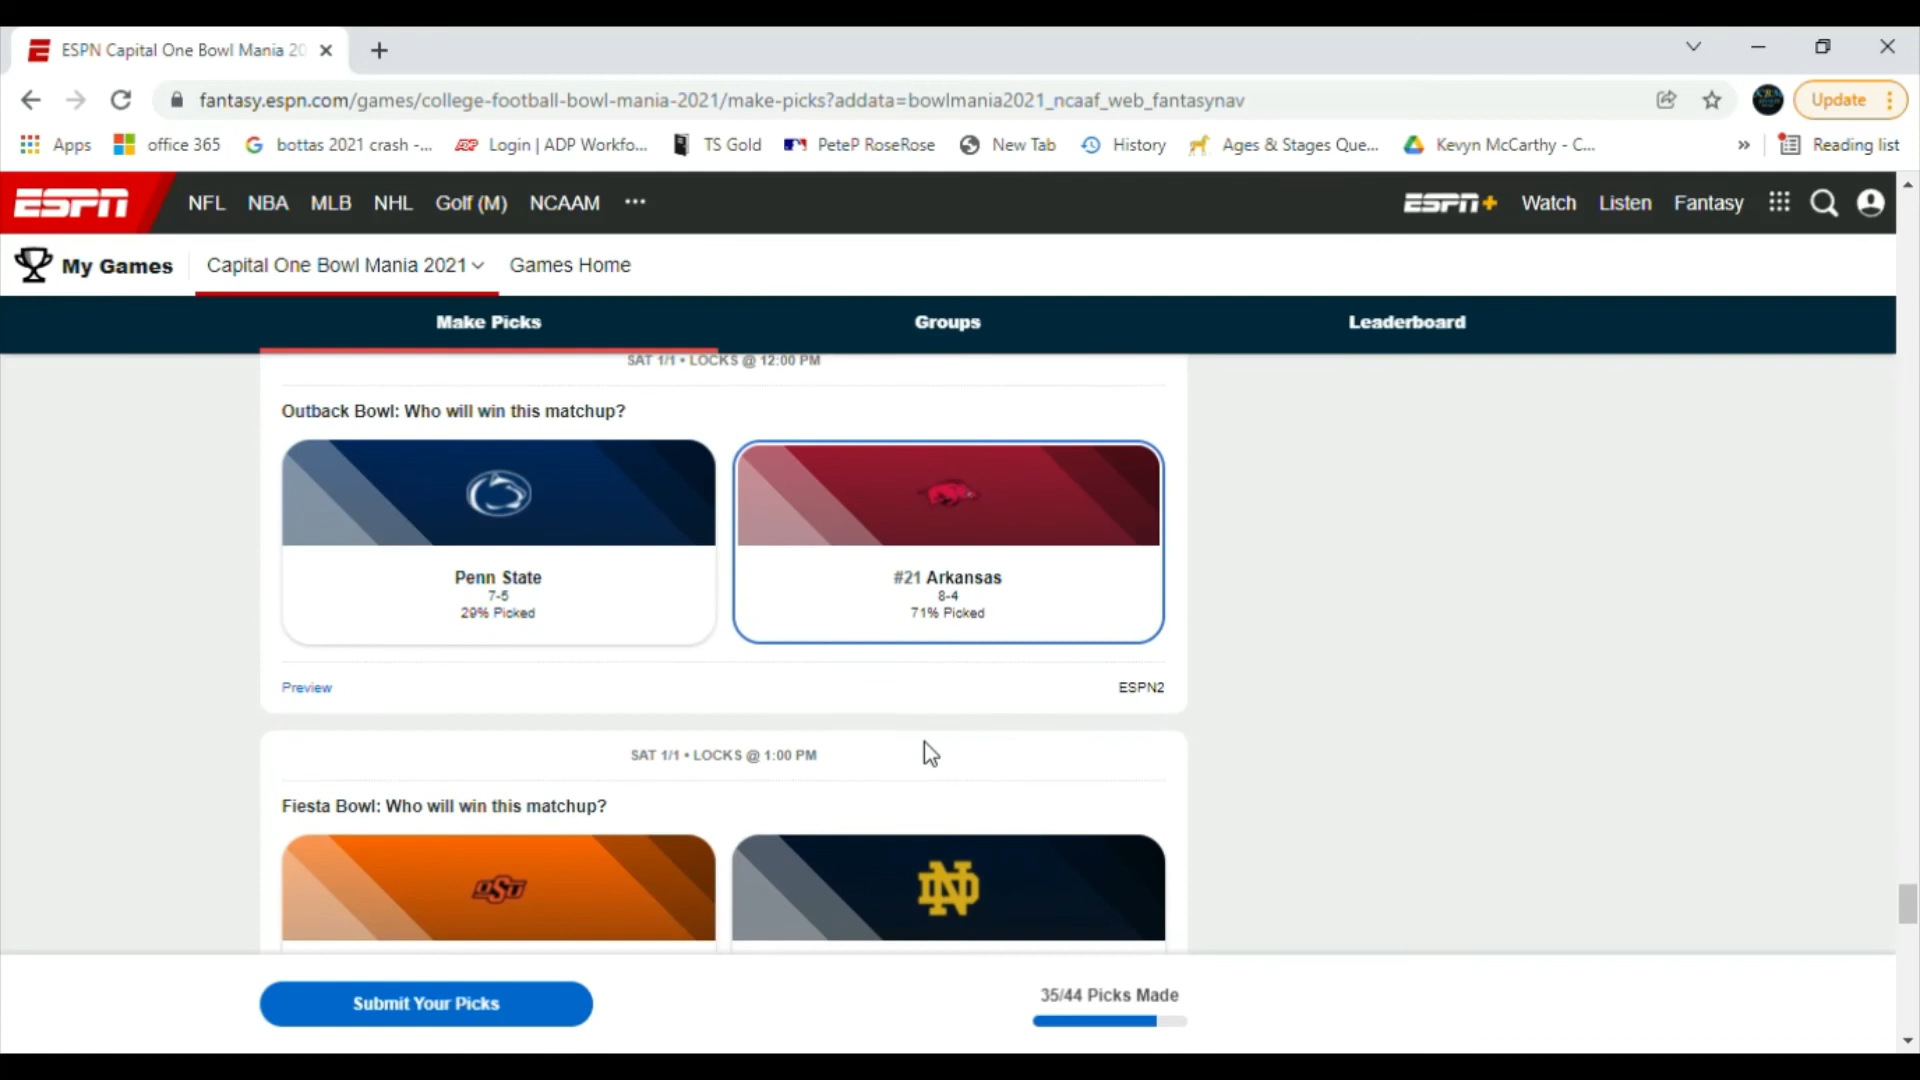 ESPN Capital One Bowl Mania 20
fantasy.espn.com/games/college-football-bowl-mania-2021/make-picks?addata=bowlmania2021_ncaaf_web_fantasynav
Update
Apps office 365 bottas 2021 crash -... ADP Login | ADP Workfo... TS Gold PeteP RoseRose New Tab History Ages & Stages Que... Kevyn McCarthy - C... » Reading list
ESPN NFL NBA MLB NHL Golf (M) NCAAM ... ESPN+ Watch Listen Fantasy
My Games Capital One Bowl Mania 2021 Games Home
Make Picks Groups Leaderboard
SAT 1/1 • LOCKS @ 12:00 PM
Outback Bowl: Who will win this matchup?
Penn State #21 Arkansas
7-5 8-4
29% Picked 71% Picked
Preview ESPN2
SAT 1/1 • LOCKS @ 1:00 PM
Fiesta Bowl: Who will win this matchup?
OSU ND
Submit Your Picks 35/44 Picks Made